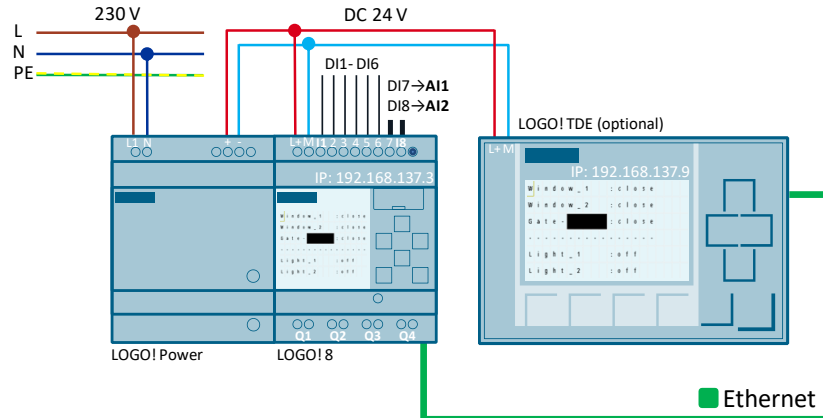 230 V
DC 24 V
L
N
PE
DI1- DI6
DI7→AI1
DI8→AI2
LOGO! TDE (optional)
L1 N
+ -
L+ M I1 2 3 4 5 6 7 I8
L+ M
IP: 192.168.137.3
IP: 192.168.137.9
Window_1 :close
Window_2 :close
Gate- :close
--------------------
Light_1 :off
Light_2 :off
Window_1 :close
Window_2 :close
Gate- :close
--------------------
Light_1 :off
Light_2 :off
Q1 Q2 Q3 Q4
LOGO! Power
LOGO! 8
Ethernet